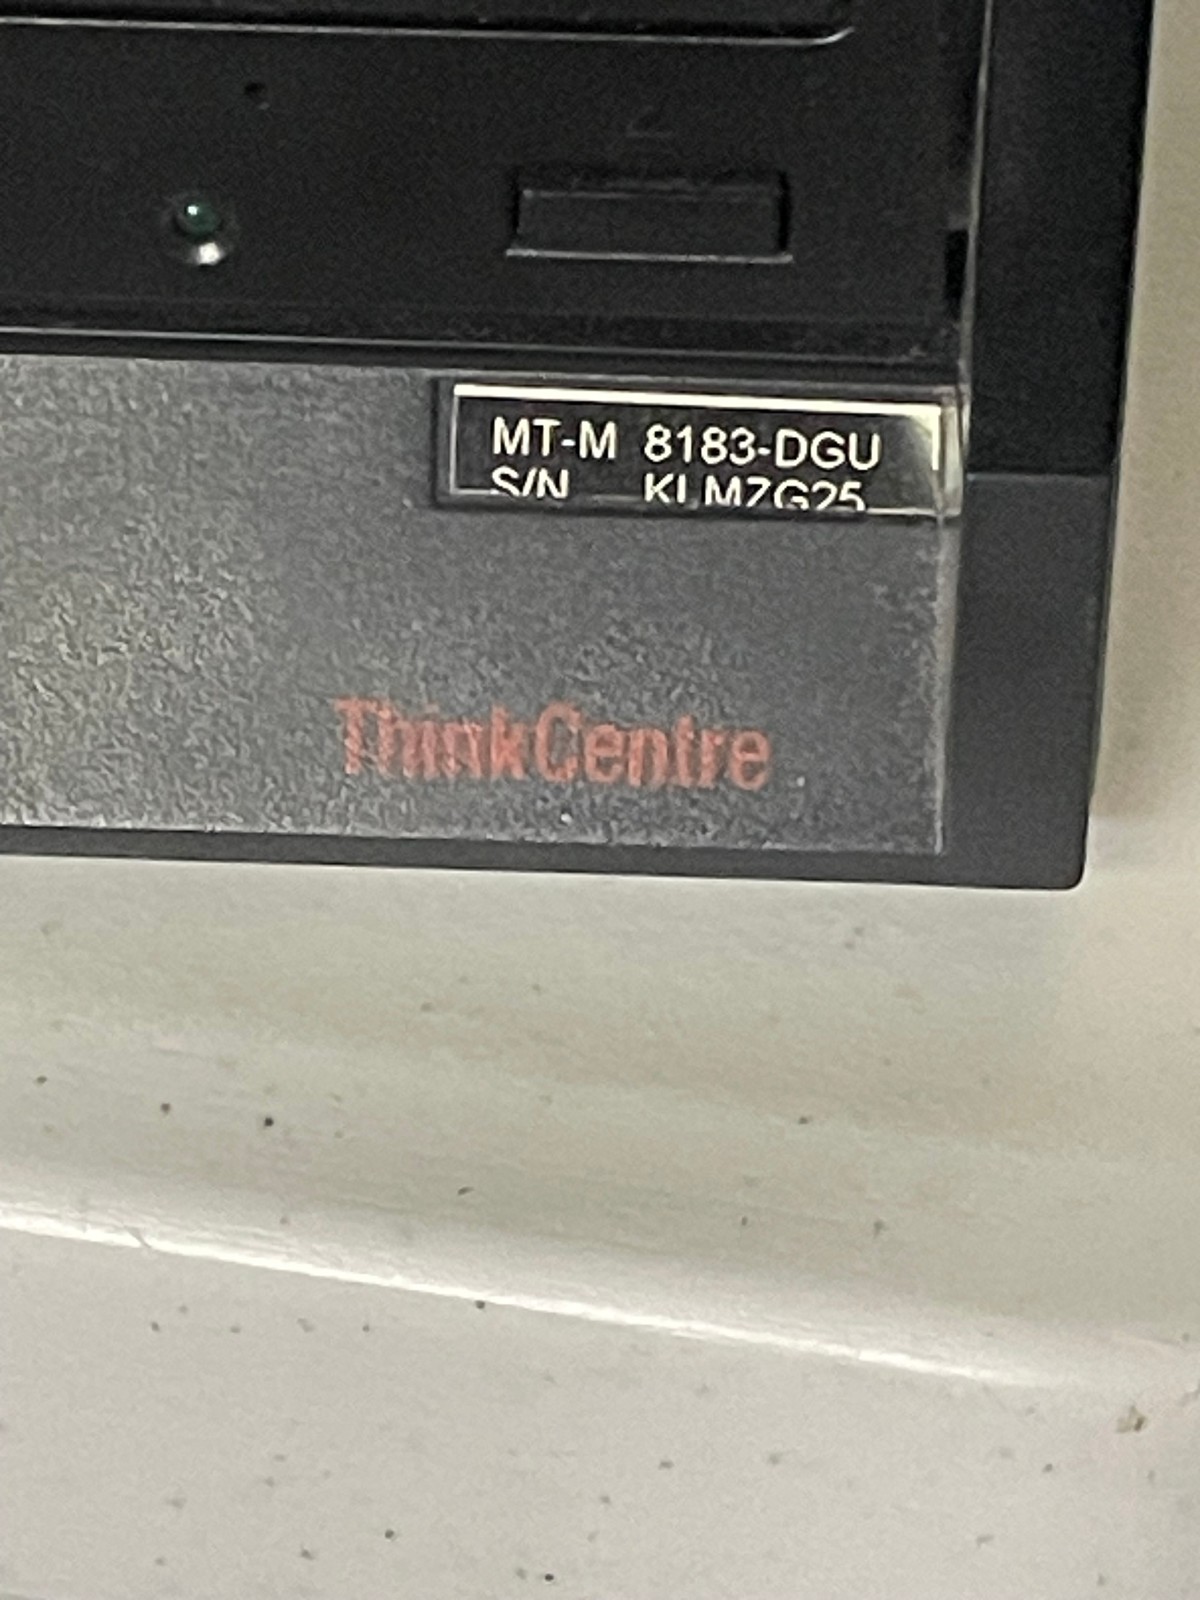 MT-M 8183-DGU
S/N KLMZG25
ThinkCentre